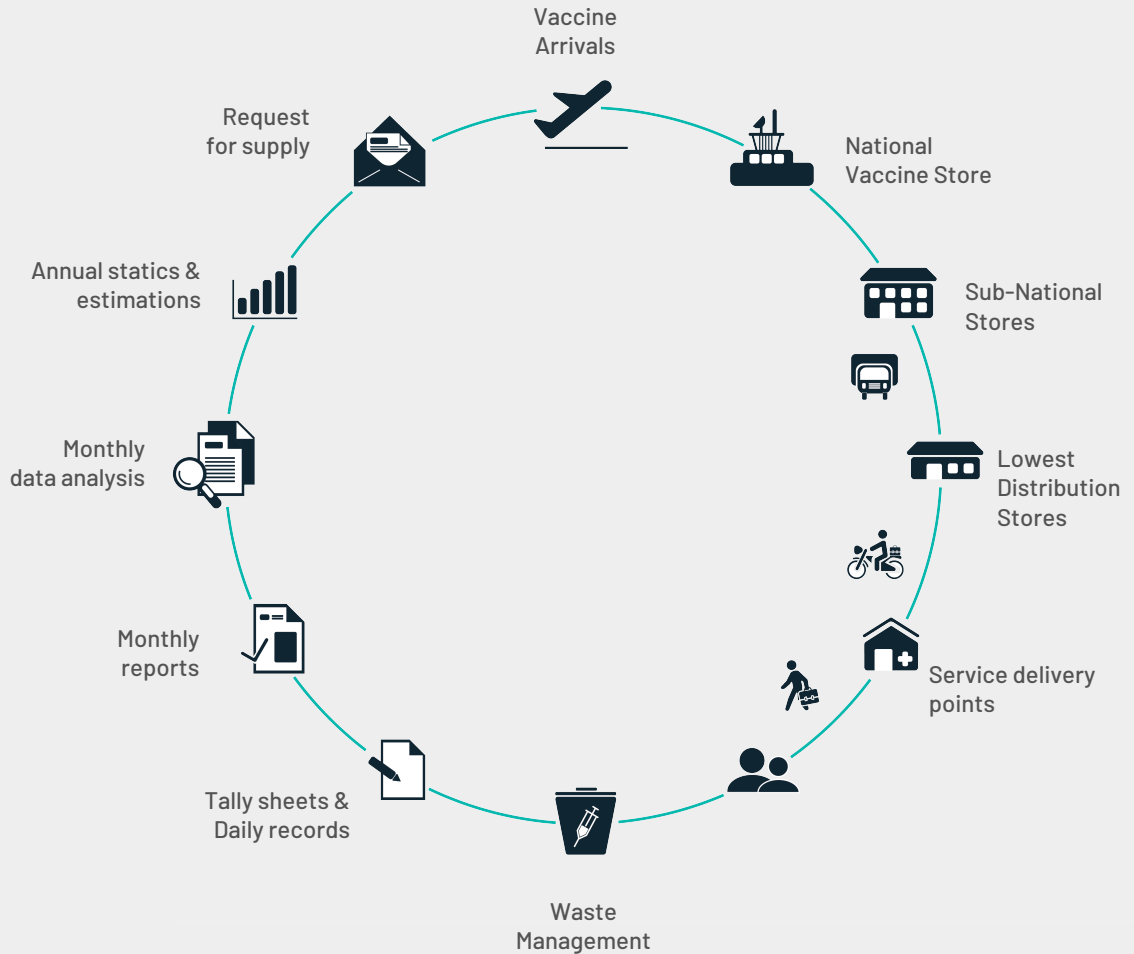 Vaccine
Arrivals
National
Vaccine Store
Sub-National
Stores
Lowest
Distribution
Stores
Service delivery
points
Waste
Management
Tally sheets &
Daily records
Monthly
reports
Monthly
data analysis
Annual statics &
estimations
Request
for supply